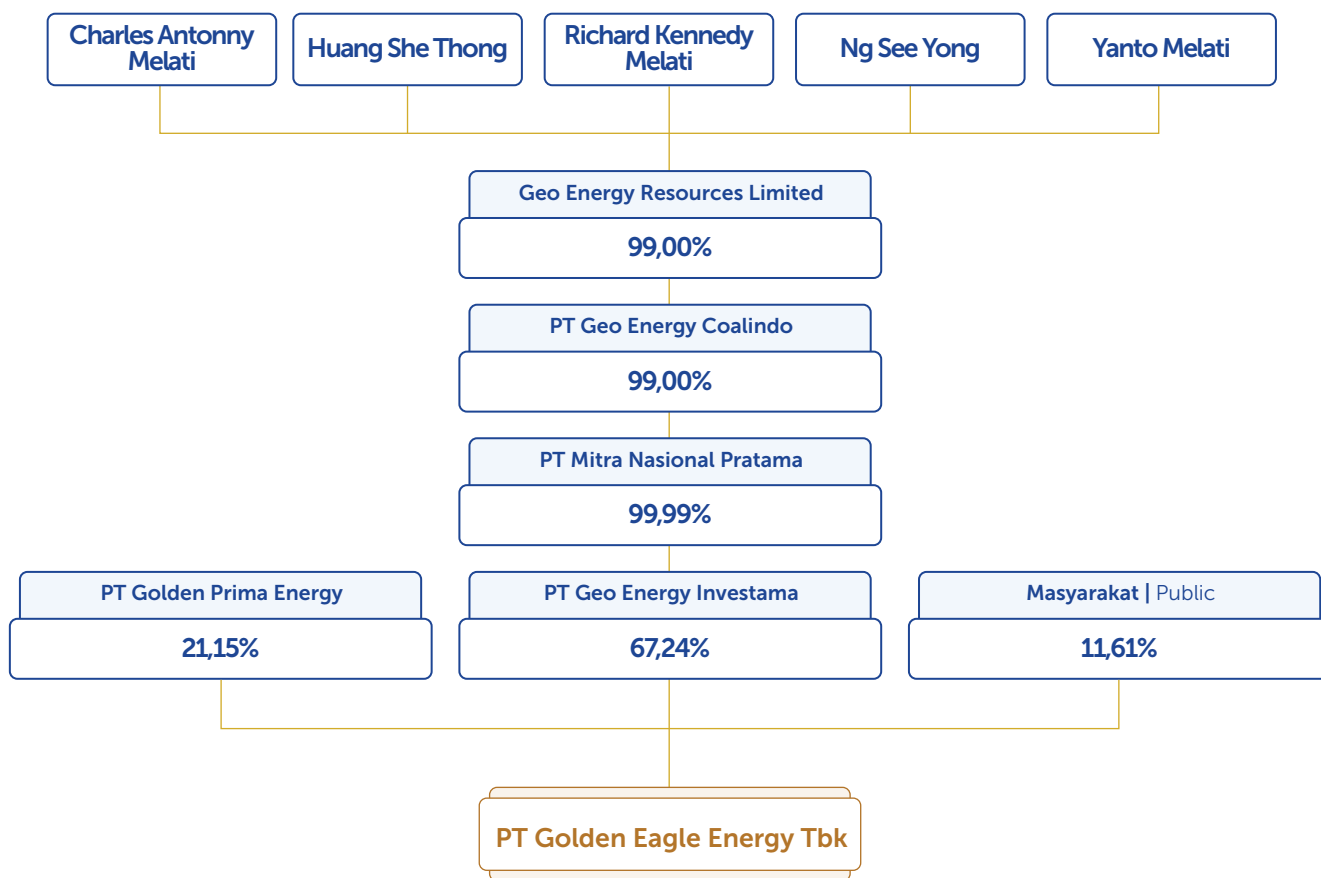 Charles Antonny
Melati
Huang She Thong
Richard Kennedy
Melati
Ng See Yong
Yanto Melati
Geo Energy Resources Limited
99,00%
PT Geo Energy Coalindo
99,00%
PT Mitra Nasional Pratama
99,99%
PT Golden Prima Energy
21,15%
PT Geo Energy Investama
67,24%
Masyarakat | Public
11,61%
PT Golden Eagle Energy Tbk